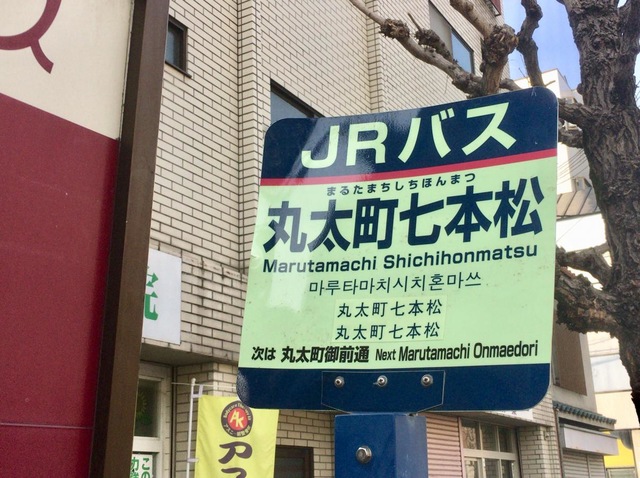 JRバス
まるたまちしちほんまつ
丸太町七本松
Marutamachi Shichihonmatsu
마루타마치시치혼마쓰
丸太町七本松
丸太町七本松
次は 丸太町御前通 Next Marutamachi Onmaedori
AK